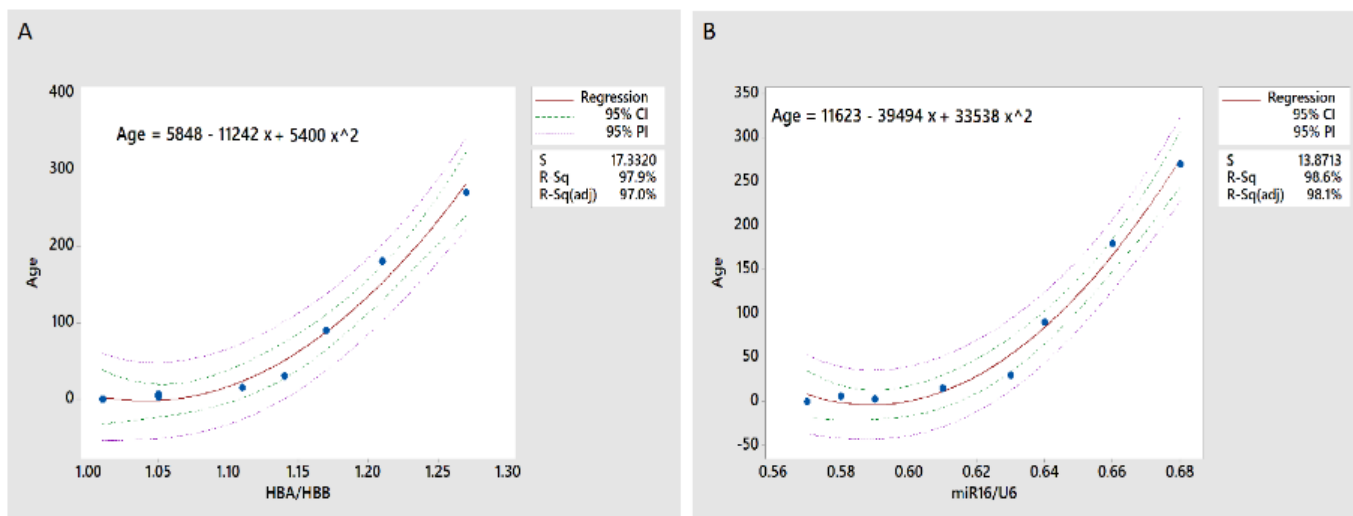 A
400
300
200
100
0
Age
Age = 5848 - 11242 x + 5400 x^2
1.00
1.05
1.10
1.15
1.20
1.25
1.30
HBA/HBB
Regression
95% CI
95% PI
S 17.3320
R-Sq 97.9%
R-Sq(adj) 97.0%
B
350
300
250
200
150
100
50
0
-50
Age
Age = 11623 - 39494 x + 33538 x^2
0.56
0.58
0.60
0.62
0.64
0.66
0.68
miR16/U6
Regression
95% CI
95% PI
S 13.8713
R-Sq 98.6%
R-Sq(adj) 98.1%